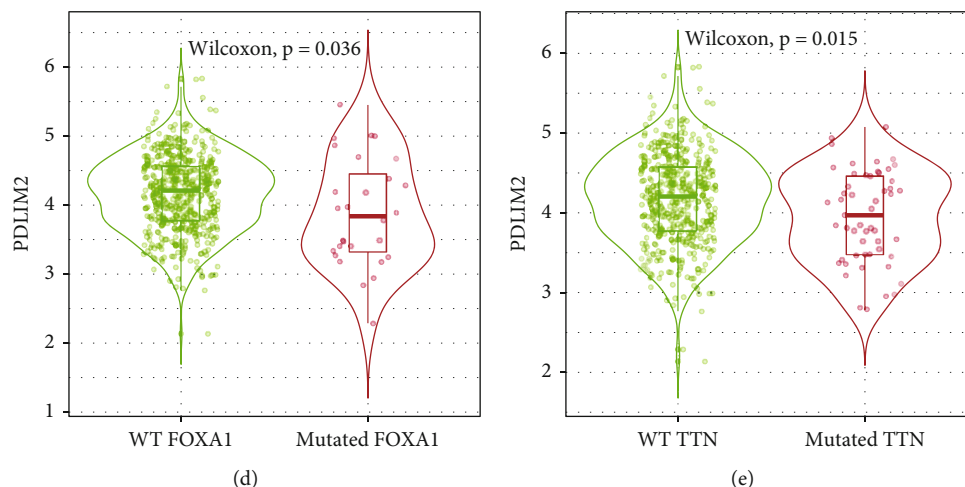 Wilcoxon, p = 0.036
6
5
4
3
2
1
PDLIM2
WT FOXA1
Mutated FOXA1
(d)
Wilcoxon, p = 0.015
6
5
4
3
2
PDLIM2
WT TTN
Mutated TTN
(e)